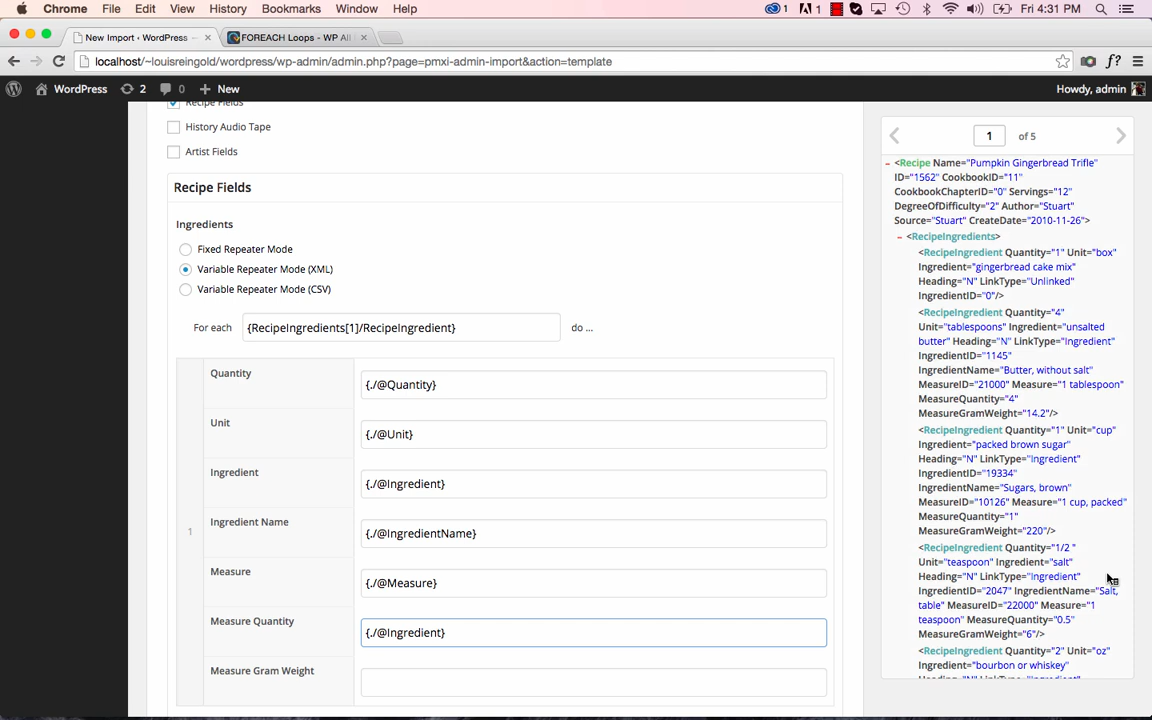 Chrome File Edit View History Bookmarks Window Help 1 1 Fri 4:31 PM
New Import ‹ WordPress × FOREACH Loops - WP All ×
localhost/~louisreingold/wordpress/wp-admin/admin.php?page=pmxi-admin-import&action=template f?
WordPress 2 0 New Howdy, admin
Recipe Fields
History Audio Tape
Artist Fields
Recipe Fields
Ingredients
Fixed Repeater Mode
Variable Repeater Mode (XML)
Variable Repeater Mode (CSV)
For each {RecipeIngredients[1]/RecipeIngredient} do ...
1
Quantity {./@Quantity}
Unit {./@Unit}
Ingredient {./@Ingredient}
Ingredient Name {./@IngredientName}
Measure {./@Measure}
Measure Quantity {./@Ingredient}
Measure Gram Weight
1 of 5
- <Recipe Name="Pumpkin Gingerbread Trifle"
ID="1562" CookbookID="11"
CookbookChapterID="0" Servings="12"
DegreeOfDifficulty="2" Author="Stuart"
Source="Stuart" CreateDate="2010-11-26">
- <RecipeIngredients>
<RecipeIngredient Quantity="1" Unit="box"
Ingredient="gingerbread cake mix"
Heading="N" LinkType="Unlinked"
IngredientID="0"/>
<RecipeIngredient Quantity="4"
Unit="tablespoons" Ingredient="unsalted
butter" Heading="N" LinkType="Ingredient"
IngredientID="1145"
IngredientName="Butter, without salt"
MeasureID="21000" Measure="1 tablespoon"
MeasureQuantity="4"
MeasureGramWeight="14.2"/>
<RecipeIngredient Quantity="1" Unit="cup"
Ingredient="packed brown sugar"
Heading="N" LinkType="Ingredient"
IngredientID="19334"
IngredientName="Sugars, brown"
MeasureID="10126" Measure="1 cup, packed"
MeasureQuantity="1"
MeasureGramWeight="220"/>
<RecipeIngredient Quantity="1/2 "
Unit="teaspoon" Ingredient="salt"
Heading="N" LinkType="Ingredient"
IngredientID="2047" IngredientName="Salt,
table" MeasureID="22000" Measure="1
teaspoon" MeasureQuantity="0.5"
MeasureGramWeight="6"/>
<RecipeIngredient Quantity="2" Unit="oz"
Ingredient="bourbon or whiskey"
Heading="N" LinkType="Ingredient"